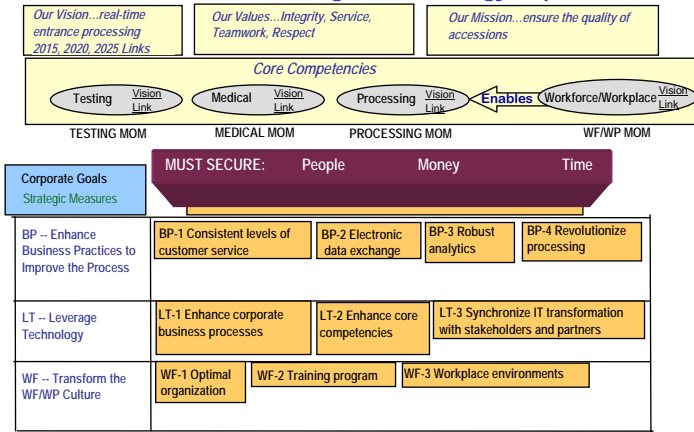 Our Vision...real-time
entrance processing
2015, 2020, 2025 Links
Our Values...Integrity, Service,
Teamwork, Respect
Our Mission...ensure the quality of
accessions
Core Competencies
Testing
Vision
Link
Medical
Vision
Link
Processing
Vision
Link
Enables
Workforce/Workplace
Vision
Link
TESTING MOM
MEDICAL MOM
PROCESSING MOM
WF/WP MOM
MUST SECURE: People Money Time
Corporate Goals
Strategic Measures
BP -- Enhance
Business Practices to
Improve the Process
BP-1 Consistent levels of
customer service
BP-2 Electronic
data exchange
BP-3 Robust
analytics
BP-4 Revolutionize
processing
LT -- Leverage
Technology
LT-1 Enhance corporate
business processes
LT-2 Enhance core
competencies
LT-3 Synchronize IT transformation
with stakeholders and partners
WF -- Transform the
WF/WP Culture
WF-1 Optimal
organization
WF-2 Training program
WF-3 Workplace environments